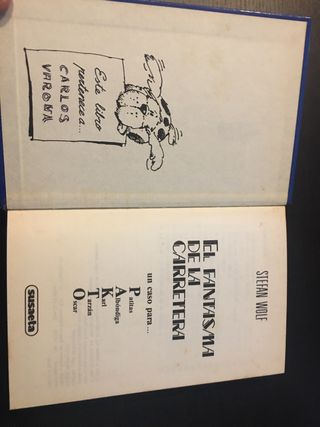 Este libro
pertenece a...
CARLOS
VARONA
STEFAN WOLF
EL FANTASMA
DE LA
CARRETERA
un caso para...
Patitas
Albóndiga
Karl
Tarzán
Oscar
susaeta